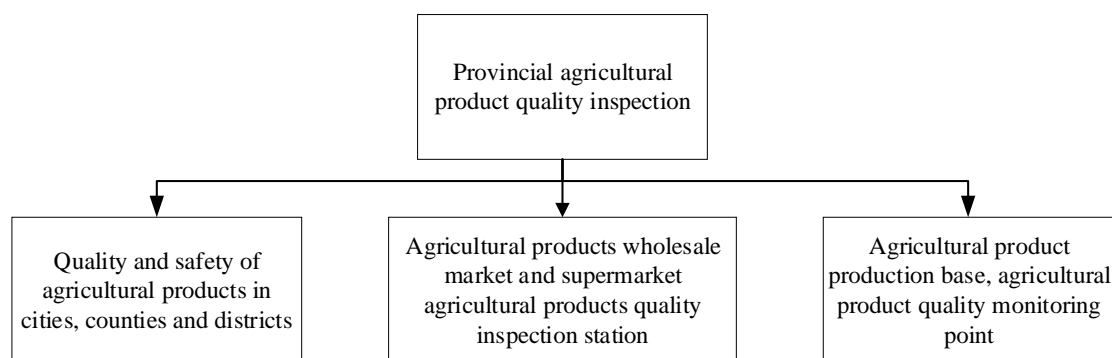 Provincial agricultural
product quality inspection
Quality and safety of
agricultural products in
cities, counties and districts
Agricultural products wholesale
market and supermarket
agricultural products quality
inspection station
Agricultural product
production base, agricultural
product quality monitoring
point